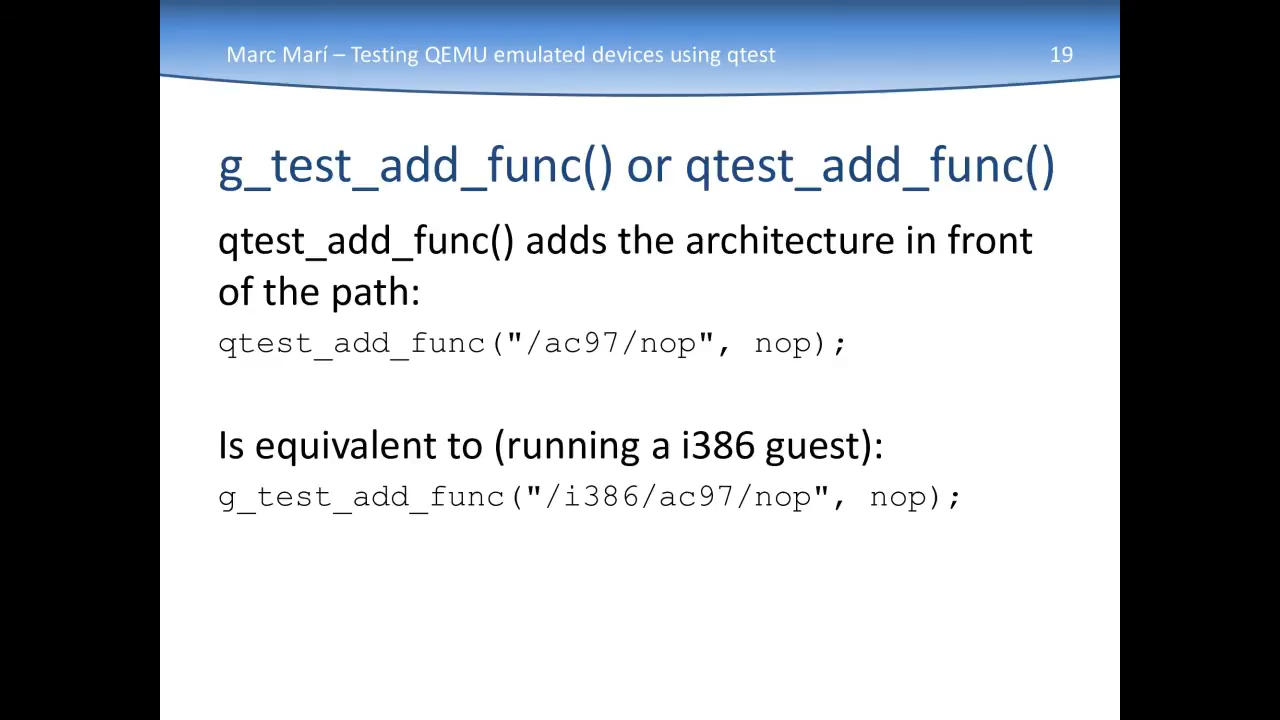 Marc Marí – Testing QEMU emulated devices using qtest 19
g_test_add_func() or qtest_add_func()
qtest_add_func() adds the architecture in front
of the path:
qtest_add_func("/ac97/nop", nop);
Is equivalent to (running a i386 guest):
g_test_add_func("/i386/ac97/nop", nop);